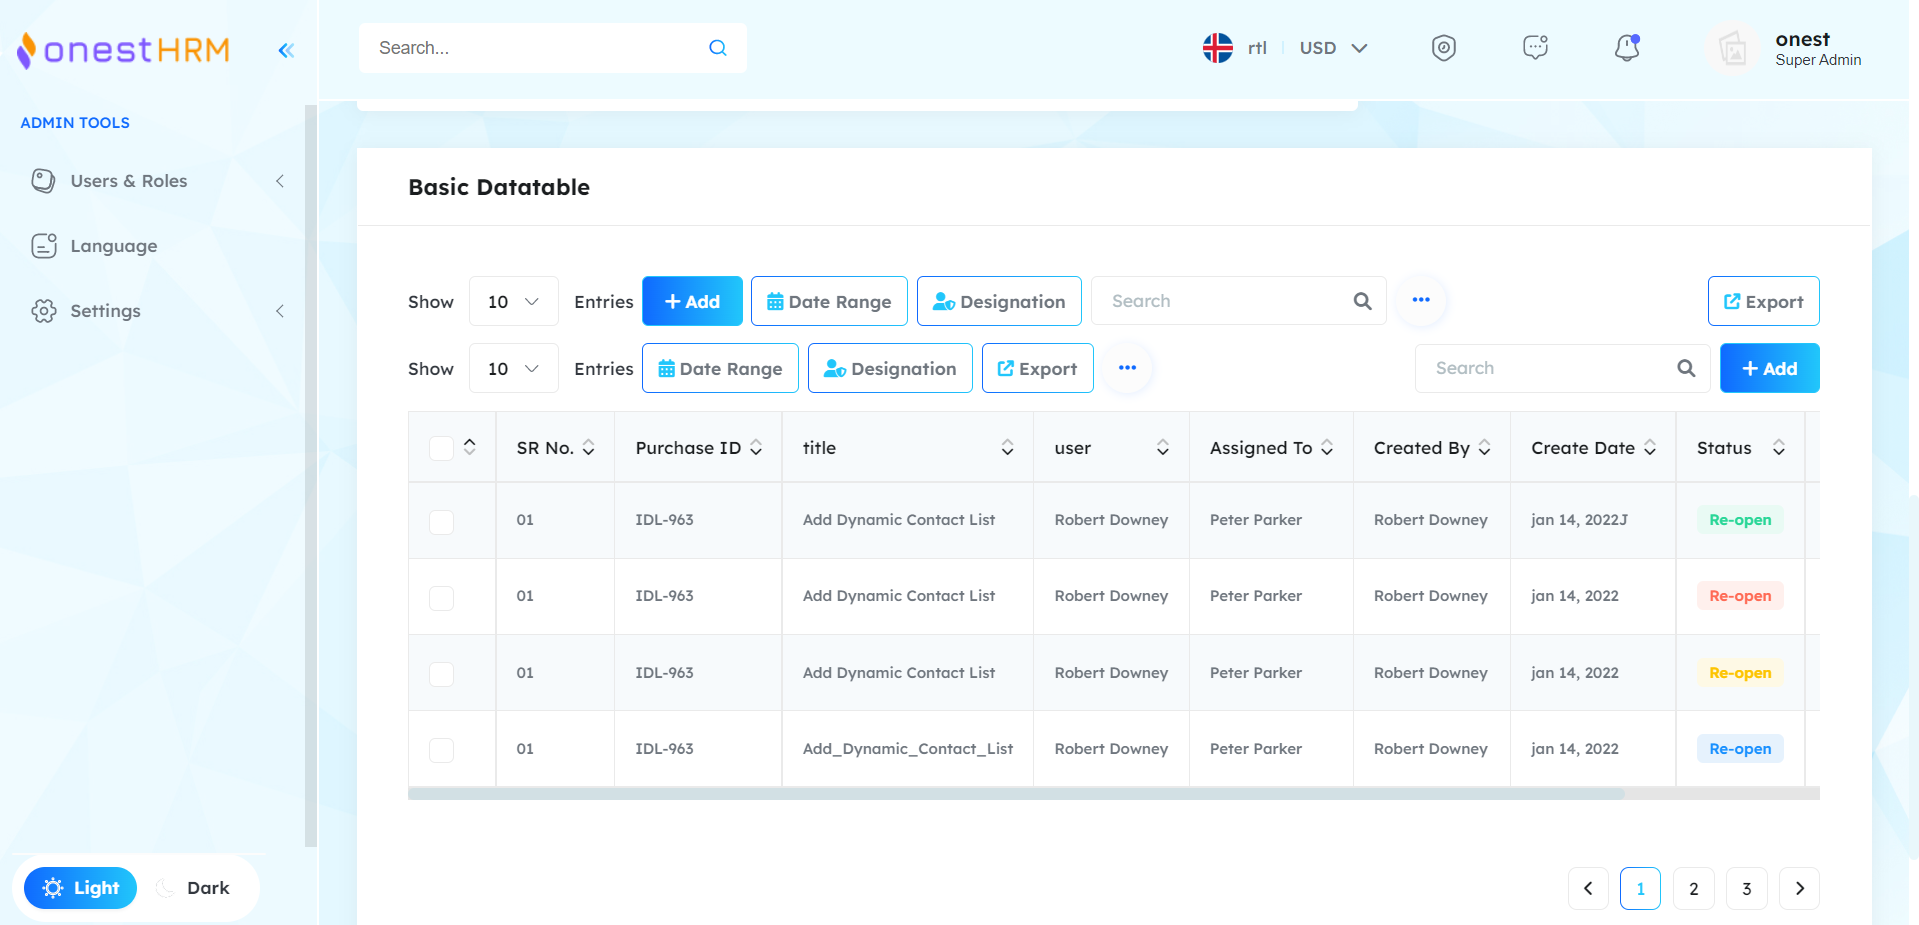 onestHRM
Search...
rtl
USD
onest
Super Admin
ADMIN TOOLS
Users & Roles
Language
Settings
Light
Dark
Basic Datatable
Show 10 Entries + Add Date Range Designation Search ... Export
Show 10 Entries Date Range Designation Export ... Search + Add
SR No. Purchase ID title user Assigned To Created By Create Date Status
01 IDL-963 Add Dynamic Contact List Robert Downey Peter Parker Robert Downey jan 14, 2022J Re-open
01 IDL-963 Add Dynamic Contact List Robert Downey Peter Parker Robert Downey jan 14, 2022 Re-open
01 IDL-963 Add Dynamic Contact List Robert Downey Peter Parker Robert Downey jan 14, 2022 Re-open
01 IDL-963 Add_Dynamic_Contact_List Robert Downey Peter Parker Robert Downey jan 14, 2022 Re-open
1 2 3